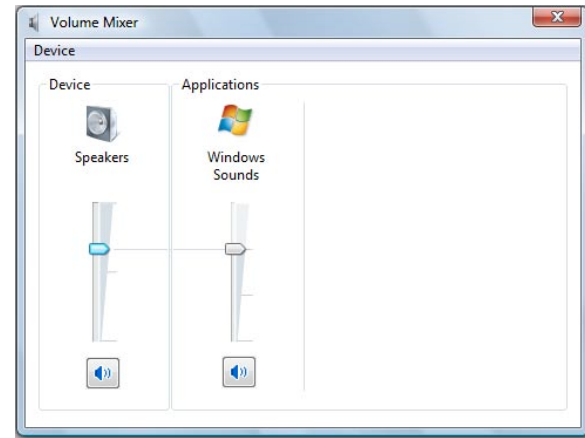 Volume Mixer
Device
Device
Applications
Speakers
Windows
Sounds